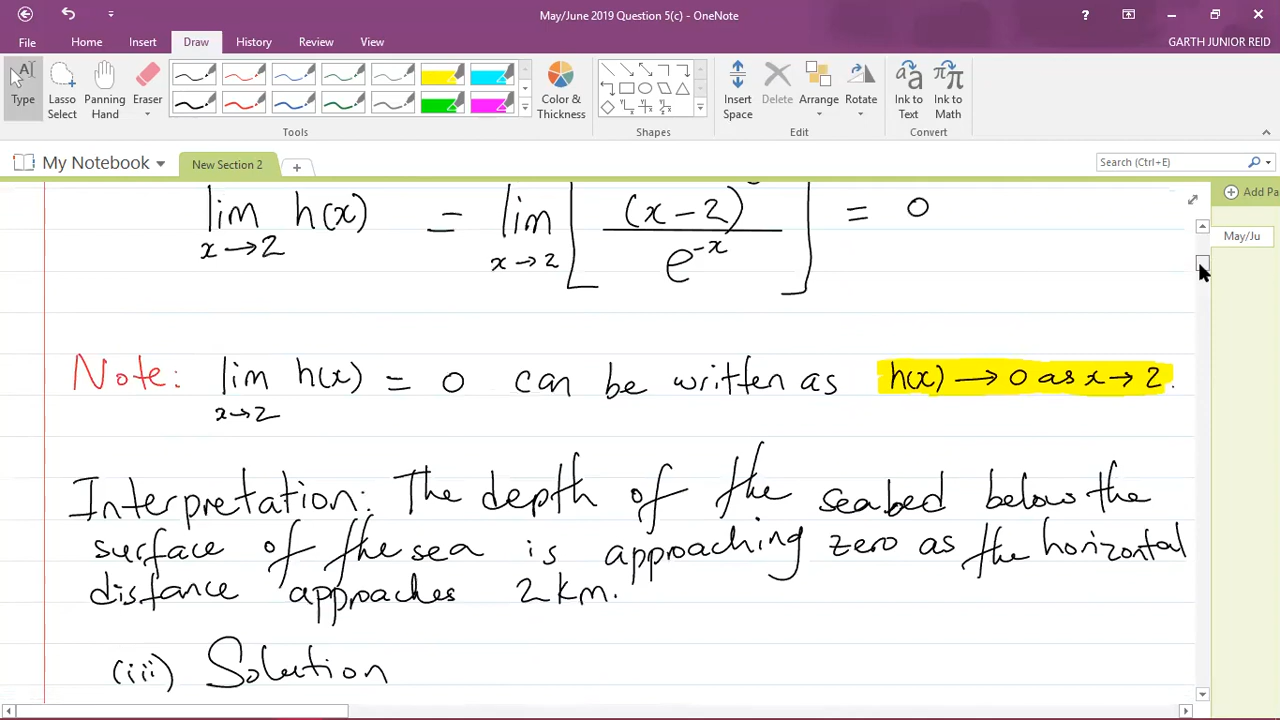 May/June 2019 Question 5(c) - OneNote
File Home Insert Draw History Review View GARTH JUNIOR REID
Type
Lasso Select
Panning Hand
Eraser
Color & Thickness
Insert Space
Delete
Arrange
Rotate
Ink to Text
Ink to Math
Tools Shapes Edit Convert
My Notebook New Section 2 Search (Ctrl+E)
Add Pa
May/Ju
lim x→2 h(x) = lim x→2 [(x-2) / e^-x] = 0
Note: lim x→2 h(x) = 0 can be written as h(x) → 0 as x → 2.
Interpretation: The depth of the seabed below the
surface of the sea is approaching zero as the horizontal
distance approaches 2km.
(iii) Solution